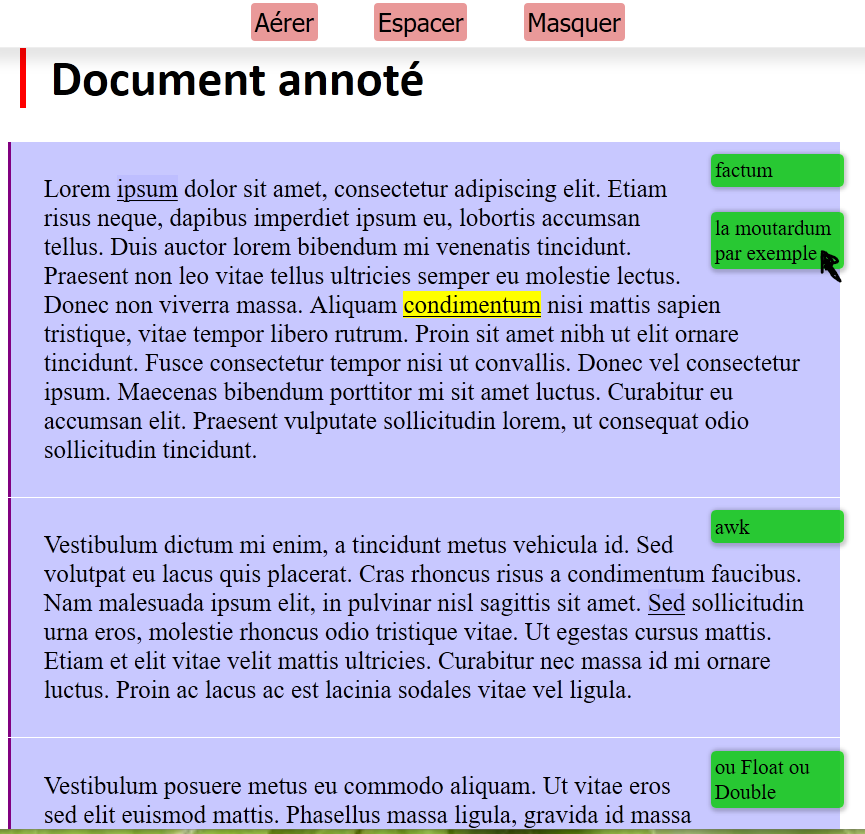 Aérer Espacer Masquer
Document annoté
factum
Lorem ipsum dolor sit amet, consectetur adipiscing elit. Etiam
risus neque, dapibus imperdiet ipsum eu, lobortis accumsan
la moutardum
par exemple
tellus. Duis auctor lorem bibendum mi venenatis tincidunt.
Praesent non leo vitae tellus ultricies semper eu molestie lectus.
Donec non viverra massa. Aliquam condimentum nisi mattis sapien
tristique, vitae tempor libero rutrum. Proin sit amet nibh ut elit ornare
tincidunt. Fusce consectetur tempor nisi ut convallis. Donec vel consectetur
ipsum. Maecenas bibendum porttitor mi sit amet luctus. Curabitur eu
accumsan elit. Praesent vulputate sollicitudin lorem, ut consequat odio
sollicitudin tincidunt.
awk
Vestibulum dictum mi enim, a tincidunt metus vehicula id. Sed
volutpat eu lacus quis placerat. Cras rhoncus risus a condimentum faucibus.
Nam malesuada ipsum elit, in pulvinar nisl sagittis sit amet. Sed sollicitudin
urna eros, molestie rhoncus odio tristique vitae. Ut egestas cursus mattis.
Etiam et elit vitae velit mattis ultricies. Curabitur nec massa id mi ornare
luctus. Proin ac lacus ac est lacinia sodales vitae vel ligula.
ou Float ou
Double
Vestibulum posuere metus eu commodo aliquam. Ut vitae eros
sed elit euismod mattis. Phasellus massa ligula, gravida id massa